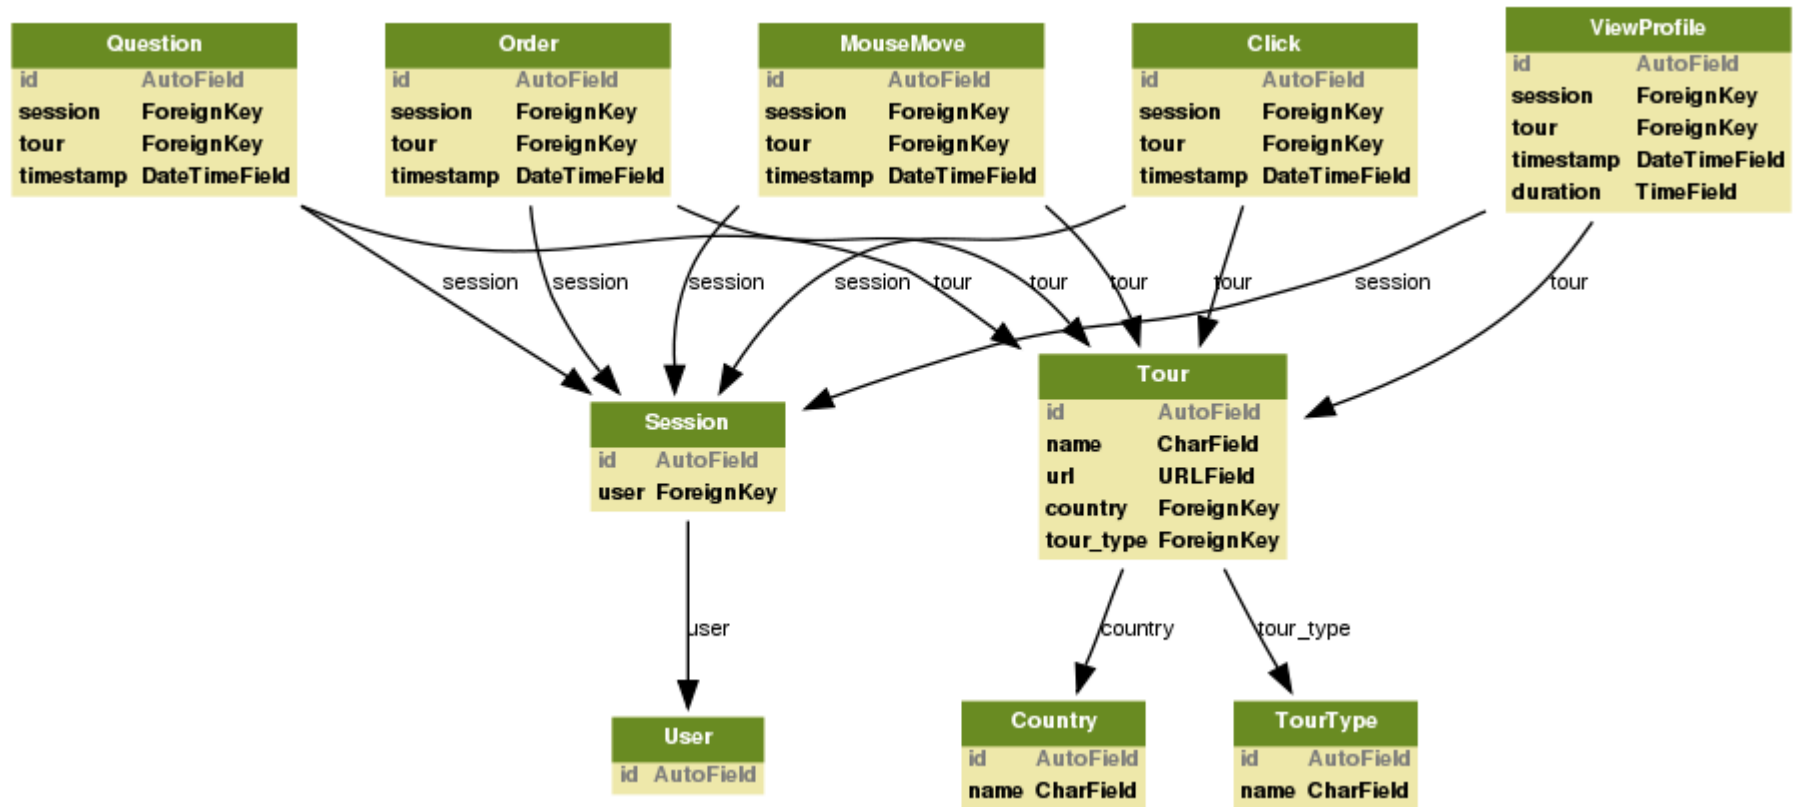 Question
id AutoField
session ForeignKey
tour ForeignKey
timestamp DateTimeField
Order
id AutoField
session ForeignKey
tour ForeignKey
timestamp DateTimeField
MouseMove
id AutoField
session ForeignKey
tour ForeignKey
timestamp DateTimeField
Click
id AutoField
session ForeignKey
tour ForeignKey
timestamp DateTimeField
ViewProfile
id AutoField
session ForeignKey
tour ForeignKey
timestamp DateTimeField
duration TimeField
session
session
session
session
tour
tour
tour
tour
session
tour
Session
id AutoField
user ForeignKey
Tour
id AutoField
name CharField
url URLField
country ForeignKey
tour_type ForeignKey
user
country
tour_type
User
id AutoField
Country
id AutoField
name CharField
TourType
id AutoField
name CharField